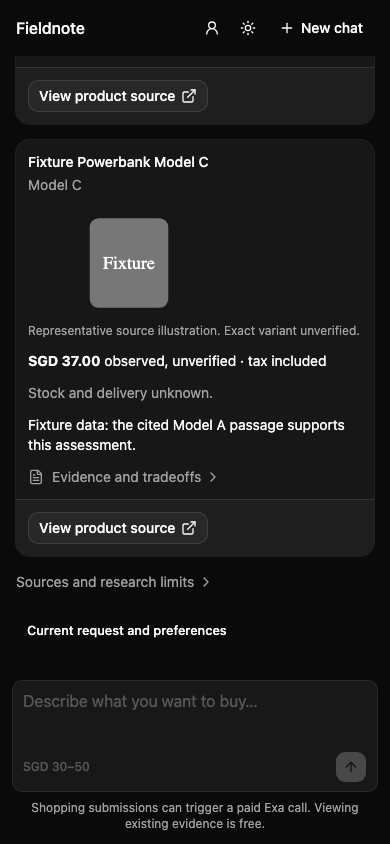 Fieldnote
New chat
View product source
Fixture Powerbank Model C
Model C
Fixture
Representative source illustration. Exact variant unverified.
SGD 37.00 observed, unverified · tax included
Stock and delivery unknown.
Fixture data: the cited Model A passage supports
this assessment.
Evidence and tradeoffs
View product source
Sources and research limits
Current request and preferences
Describe what you want to buy...
SGD 30–50
Shopping submissions can trigger a paid Exa call. Viewing
existing evidence is free.